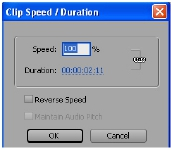 Clip Speed / Duration
Speed: 100 %
Duration: 00:00:02:11
Reverse Speed
Maintain Audio Pitch
OK Cancel